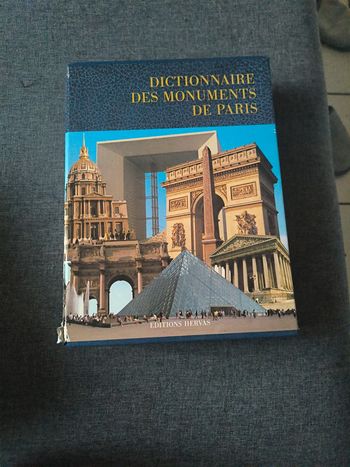 DICTIONNAIRE
DES MONUMENTS
DE PARIS
EDITIONS HERVAS